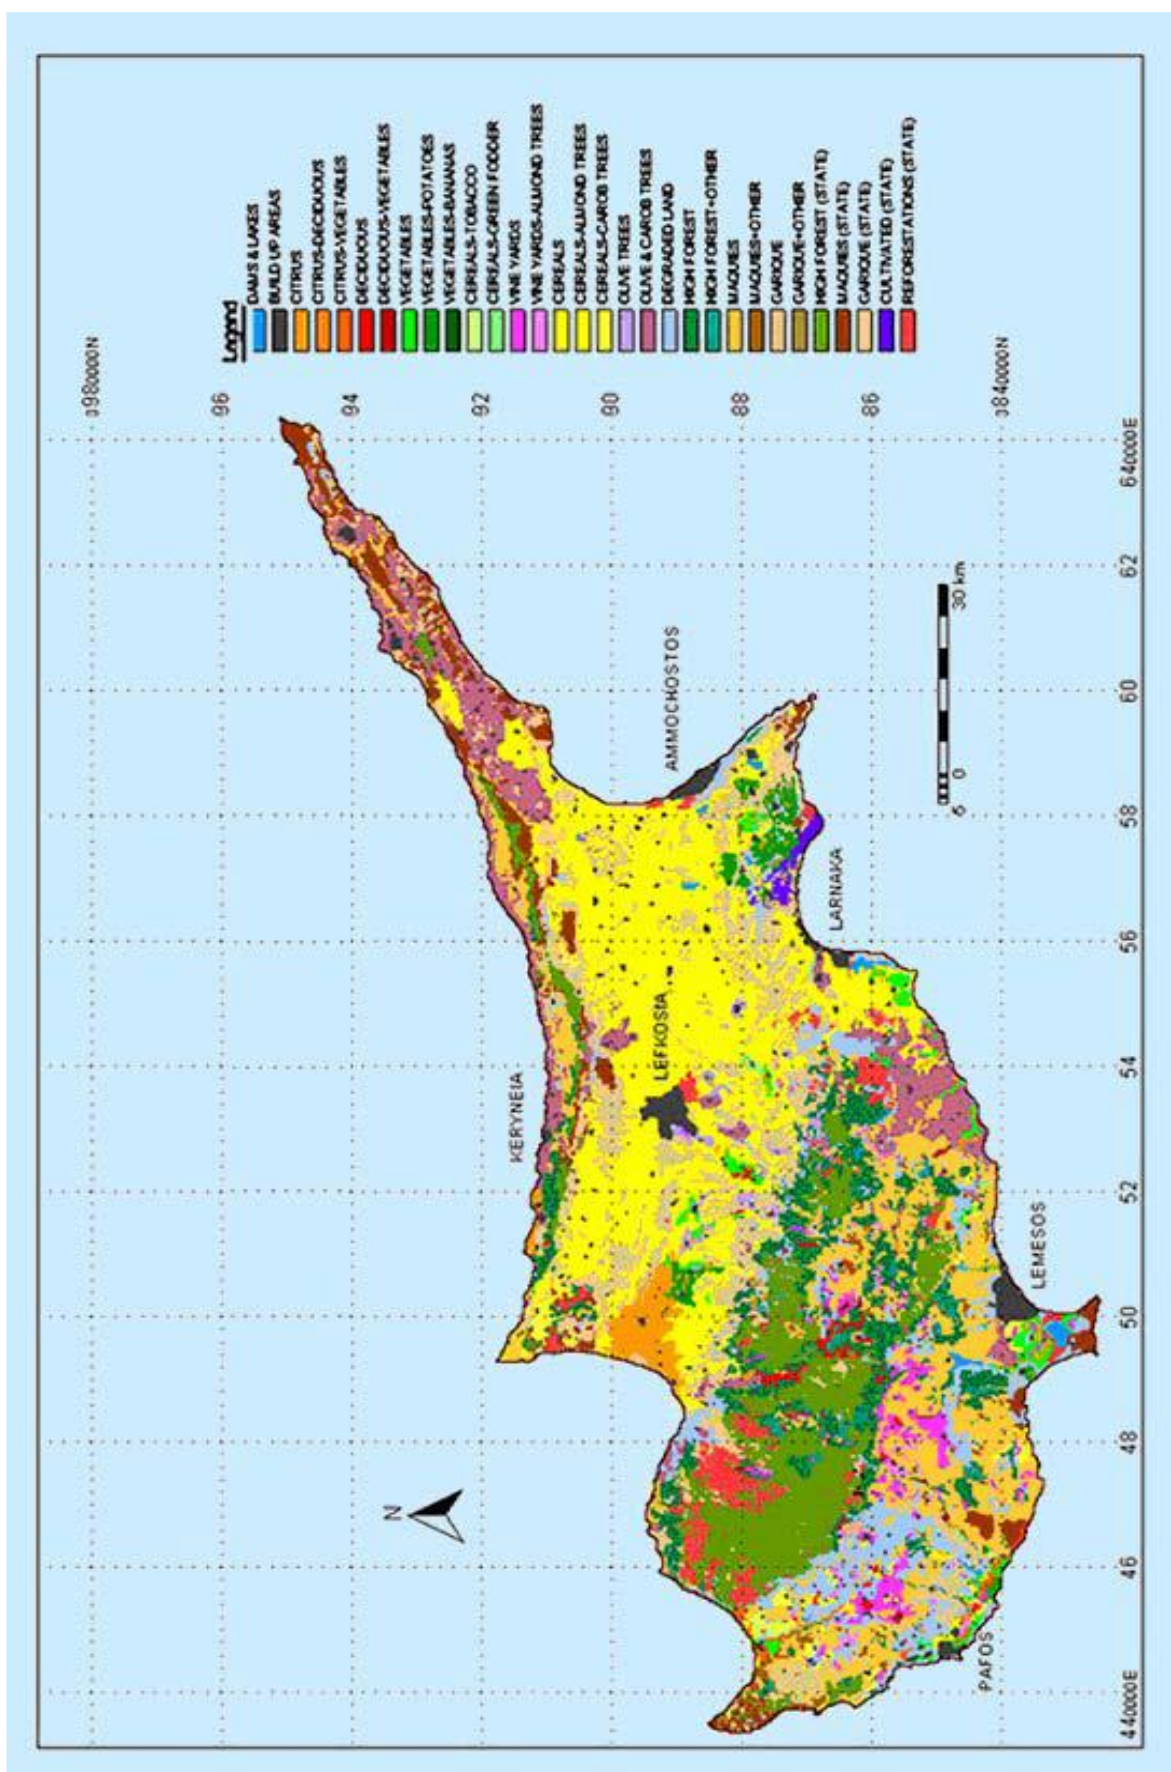 Legend
DAMS & LAKES
BUILD UP AREAS
CITRUS
CITRUS-DECIDUOUS
CITRUS-VEGETABLES
DECIDUOUS
DECIDUOUS-VEGETABLES
VEGETABLES
VEGETABLES-POTATOES
VEGETABLES-BANANAS
CEREALS-TOBACCO
CEREALS-GREEN FODDER
VINE YARDS
VINE YARDS-ALMOND TREES
CEREALS
CEREALS-ALMOND TREES
CEREALS-CAROB TREES
OLIVE TREES
OLIVE & CAROB TREES
DEGRADED LAND
HIGH FOREST
HIGH FOREST+OTHER
MAQUIES
MAQUIES+OTHER
GARIQUE
GARIQUE+OTHER
HIGH FOREST (STATE)
MAQUIES (STATE)
GARIQUE (STATE)
CULTIVATED (STATE)
REFORESTATIONS (STATE)
N
3980000N
96
94
92
90
88
86
3840000N
KERYNEIA
LEFKOSIA
AMMOCHOSTOS
LARNAKA
LEMESOS
PAFOS
5 0 30 km
440000E 46 48 50 52 54 56 58 60 62 640000E